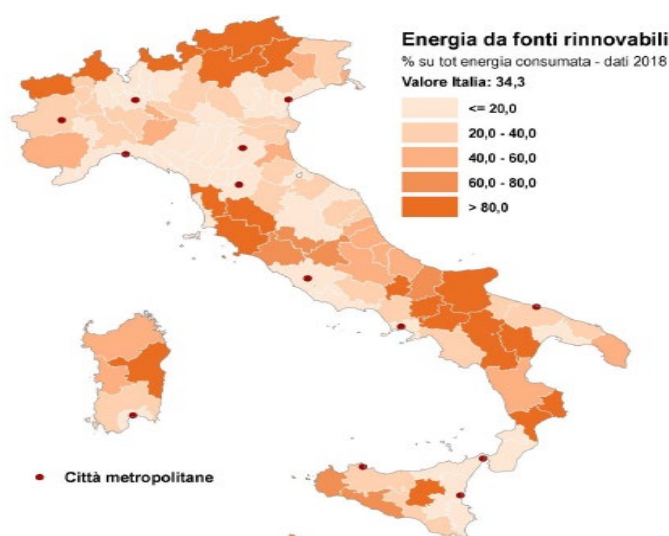 Energia da fonti rinnovabili
% su tot energia consumata - dati 2018
Valore Italia: 34,3
<= 20,0
20,0 - 40,0
40,0 - 60,0
60,0 - 80,0
> 80,0
Città metropolitane